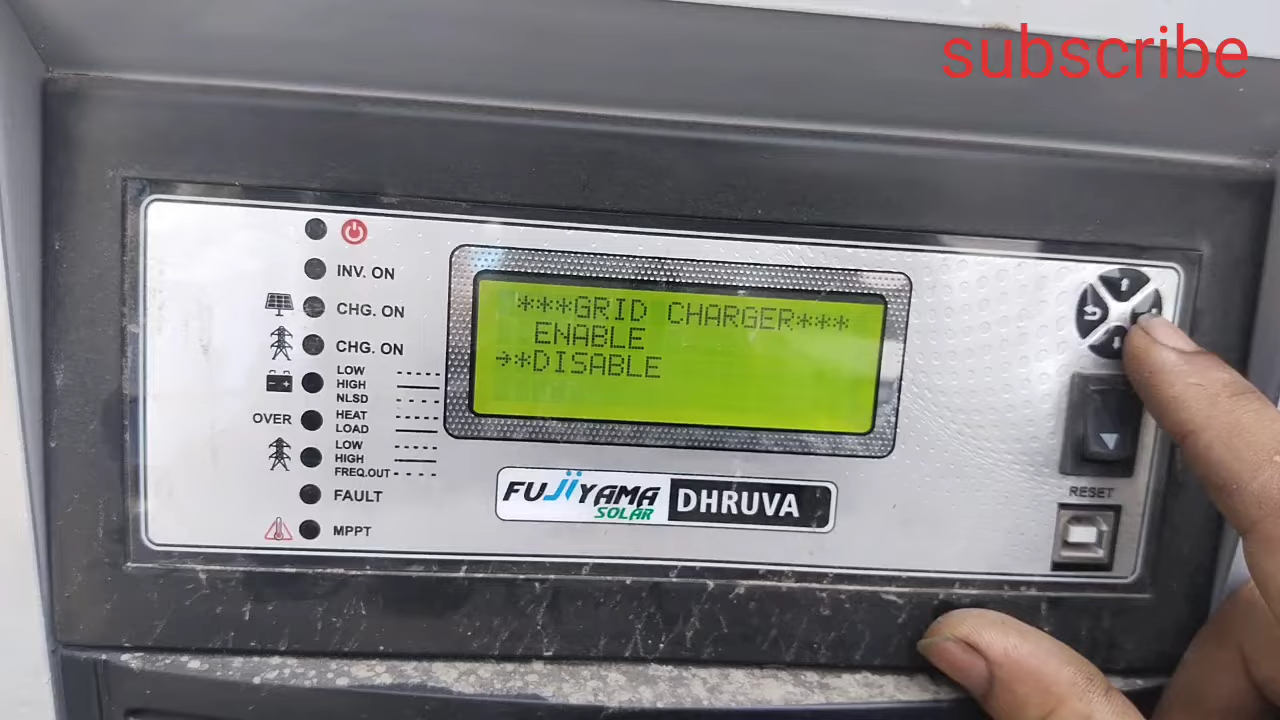 subscribe
INV. ON
CHG. ON
CHG. ON
LOW
HIGH
NLSD
OVER
HEAT
LOAD
LOW
HIGH
FREQ.OUT
FAULT
MPPT
***GRID CHARGER***
ENABLE
→*DISABLE
FUJIYAMA
SOLAR
DHRUVA
RESET